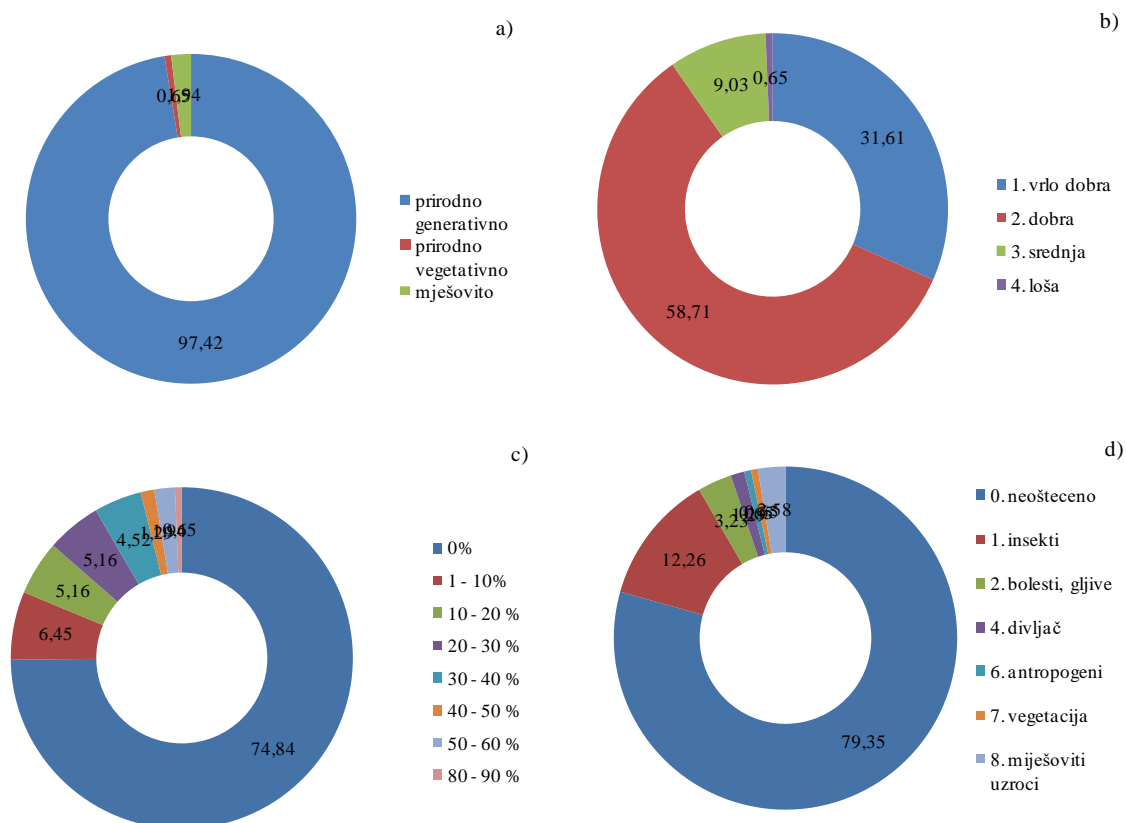 a)
0,65
1,94
97,42
prirodno
generativno
prirodno
vegetativno
mješovito
b)
0,65
9,03
31,61
58,71
1. vrlo dobra
2. dobra
3. srednja
4. loša
c)
4,52
5,16
5,16
6,45
74,84
0%
1 - 10%
10 - 20 %
20 - 30 %
30 - 40 %
40 - 50 %
50 - 60 %
80 - 90 %
d)
3,23
12,26
79,35
0. neošteceno
1. insekti
2. bolesti, gljive
4. divljač
6. antropogeni
7. vegetacija
8. miješoviti
uzroci